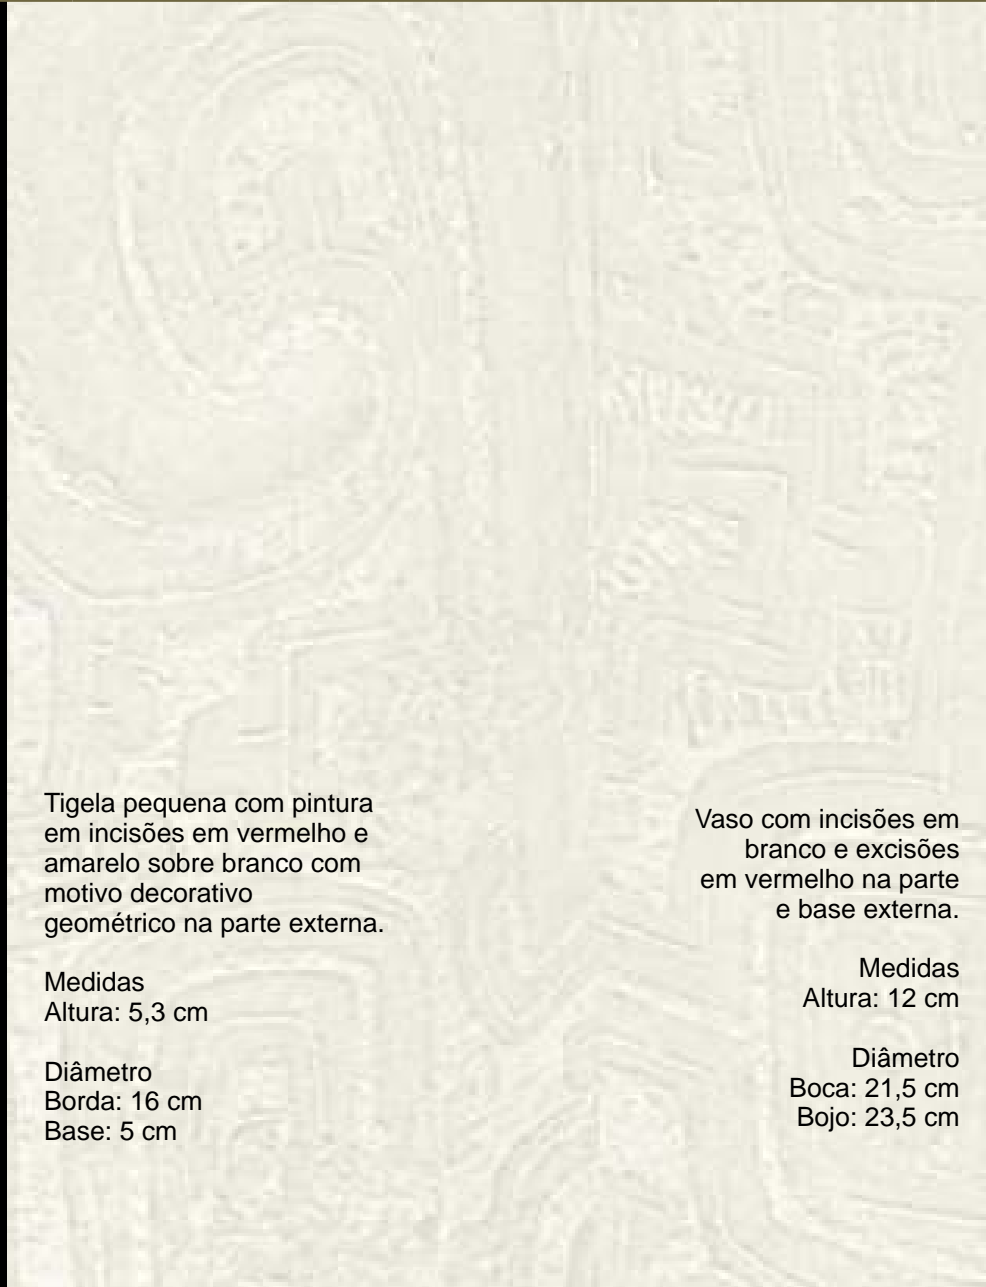 Tigela pequena com pintura
em incisões em vermelho e
amarelo sobre branco com
motivo decorativo
geométrico na parte externa.
Medidas
Altura: 5,3 cm
Diâmetro
Borda: 16 cm
Base: 5 cm
Vaso com incisões em
branco e excisões
em vermelho na parte
e base externa.
Medidas
Altura: 12 cm
Diâmetro
Boca: 21,5 cm
Bojo: 23,5 cm